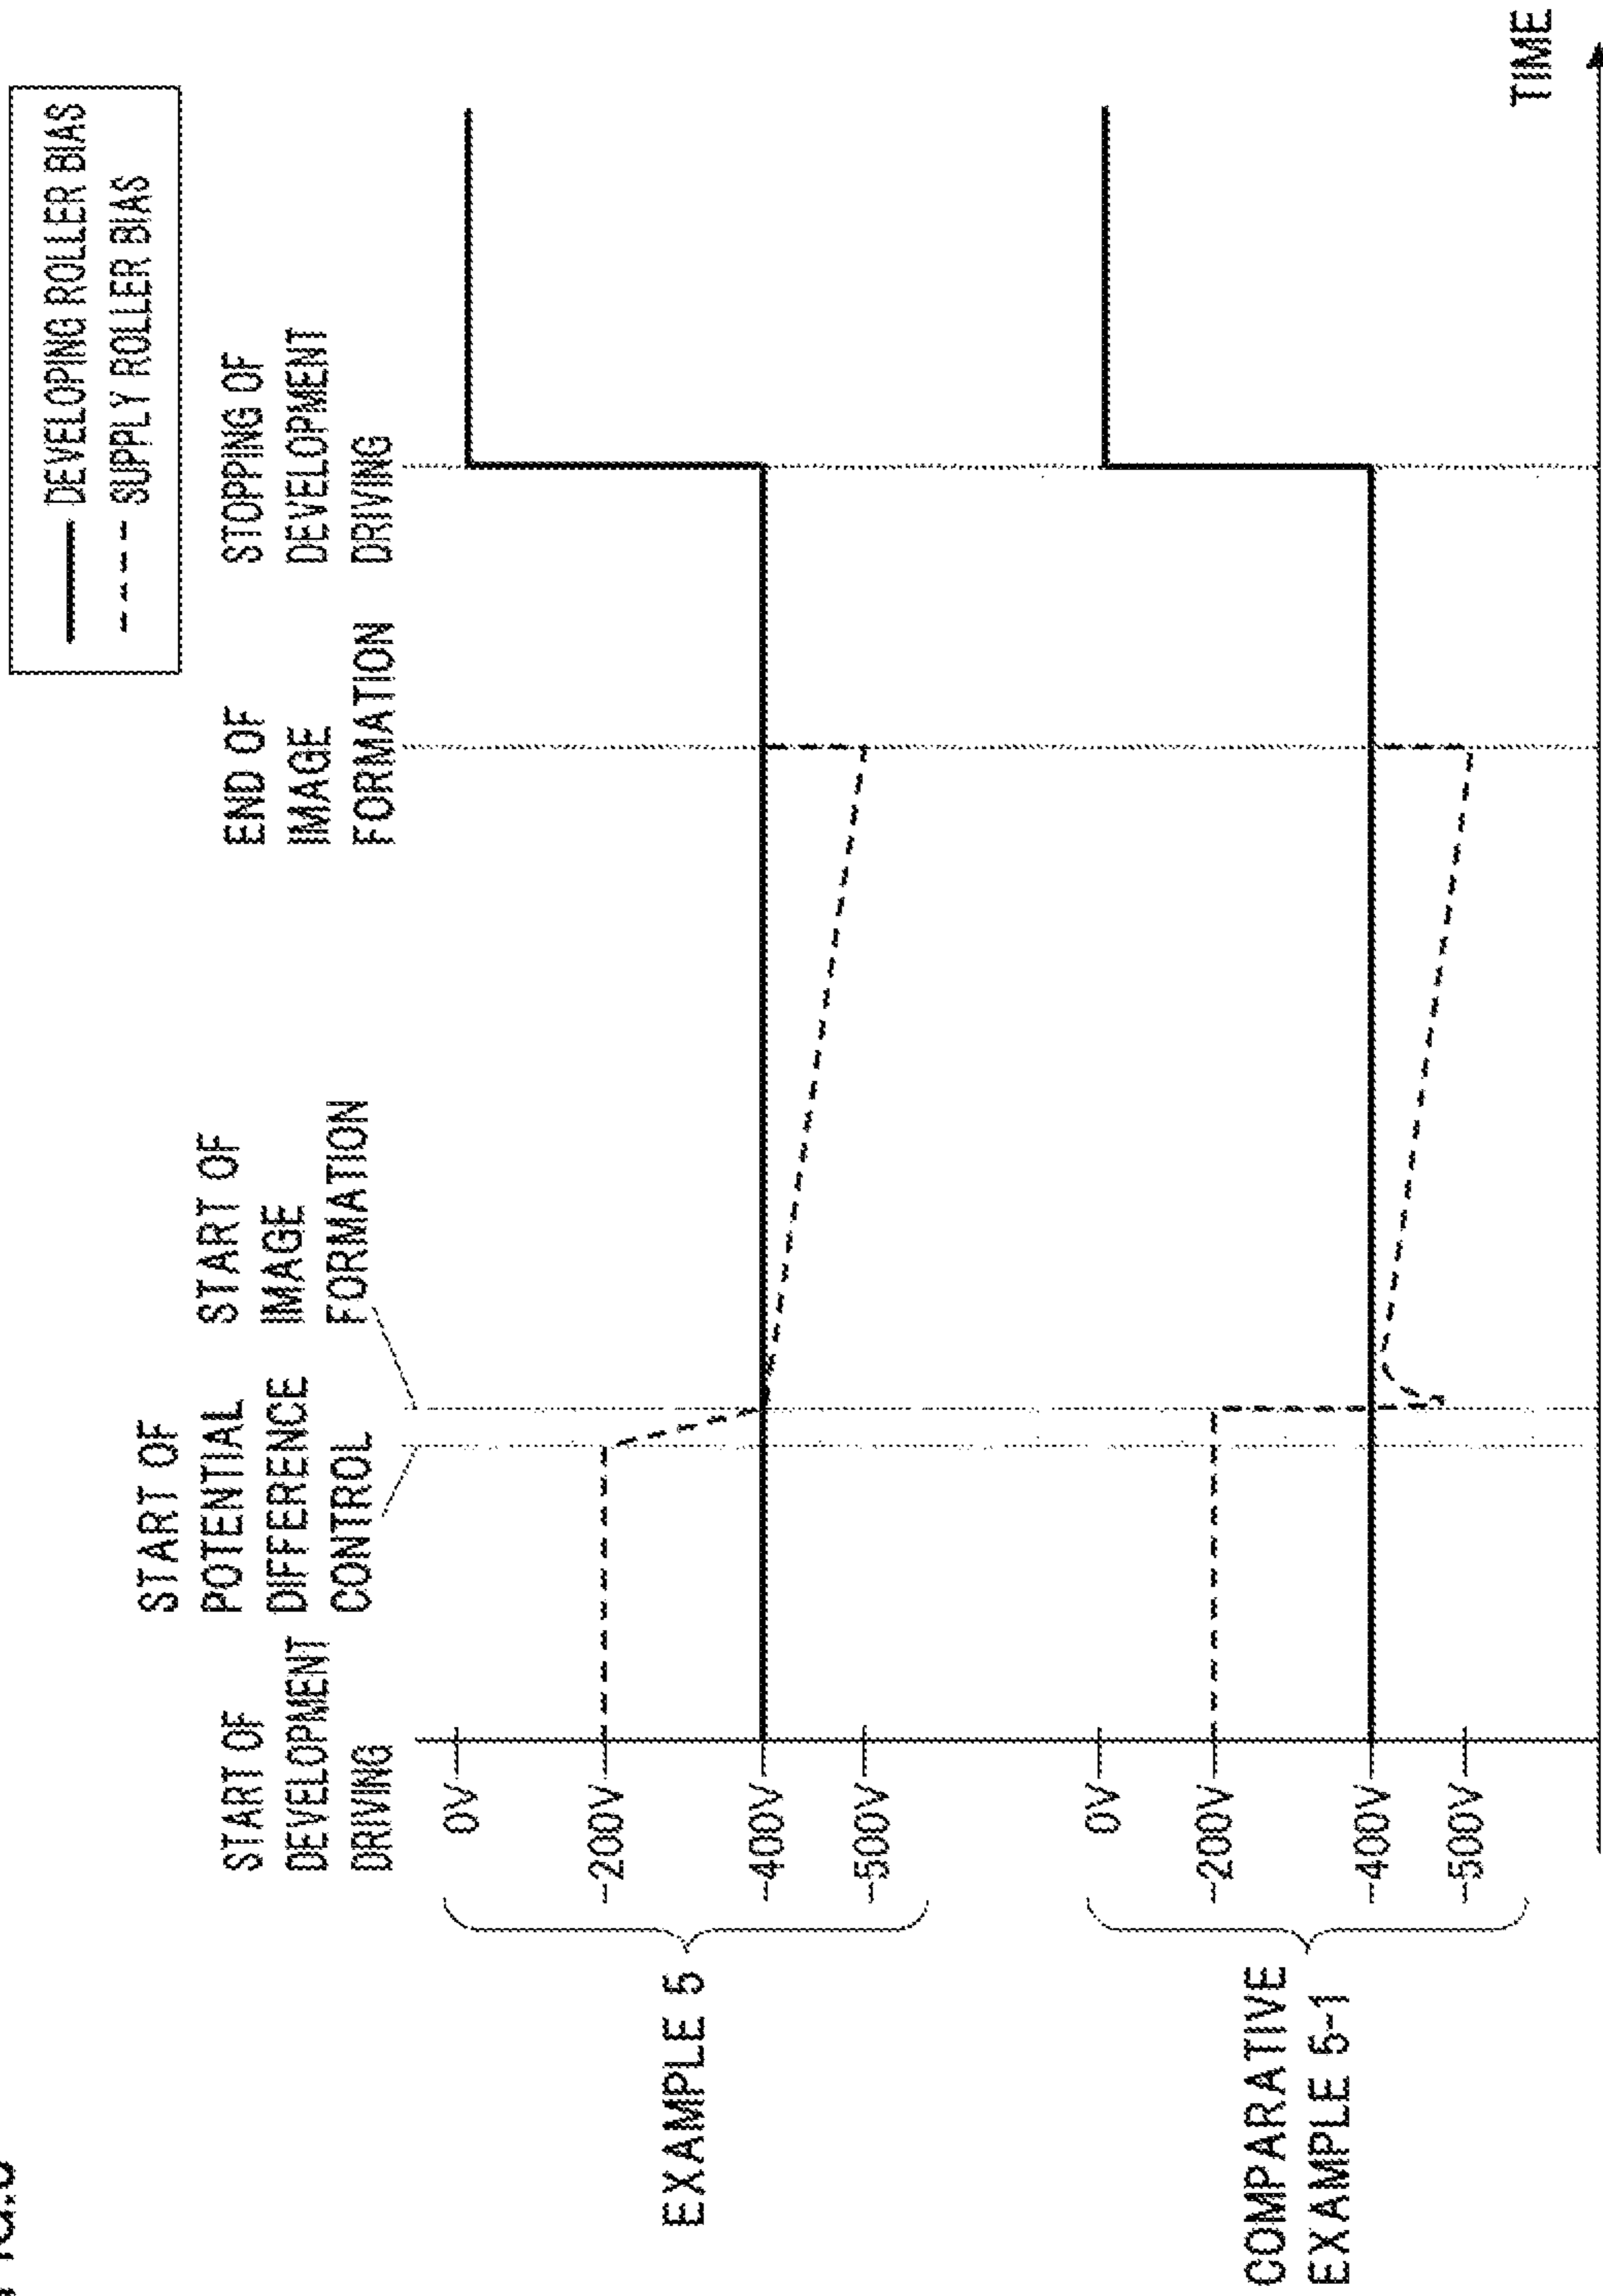 DEVELOPING ROLLER BIAS
SUPPLY ROLLER BIAS
START OF
DEVELOPMENT
DRIVING
START OF
POTENTIAL
DIFFERENCE
CONTROL
START OF
IMAGE
FORMATION
END OF
IMAGE
FORMATION
STOPPING OF
DEVELOPMENT
DRIVING
EXAMPLE 5
0V
-200V
-400V
-500V
COMPARATIVE
EXAMPLE 5-1
0V
-200V
-400V
-500V
TIME